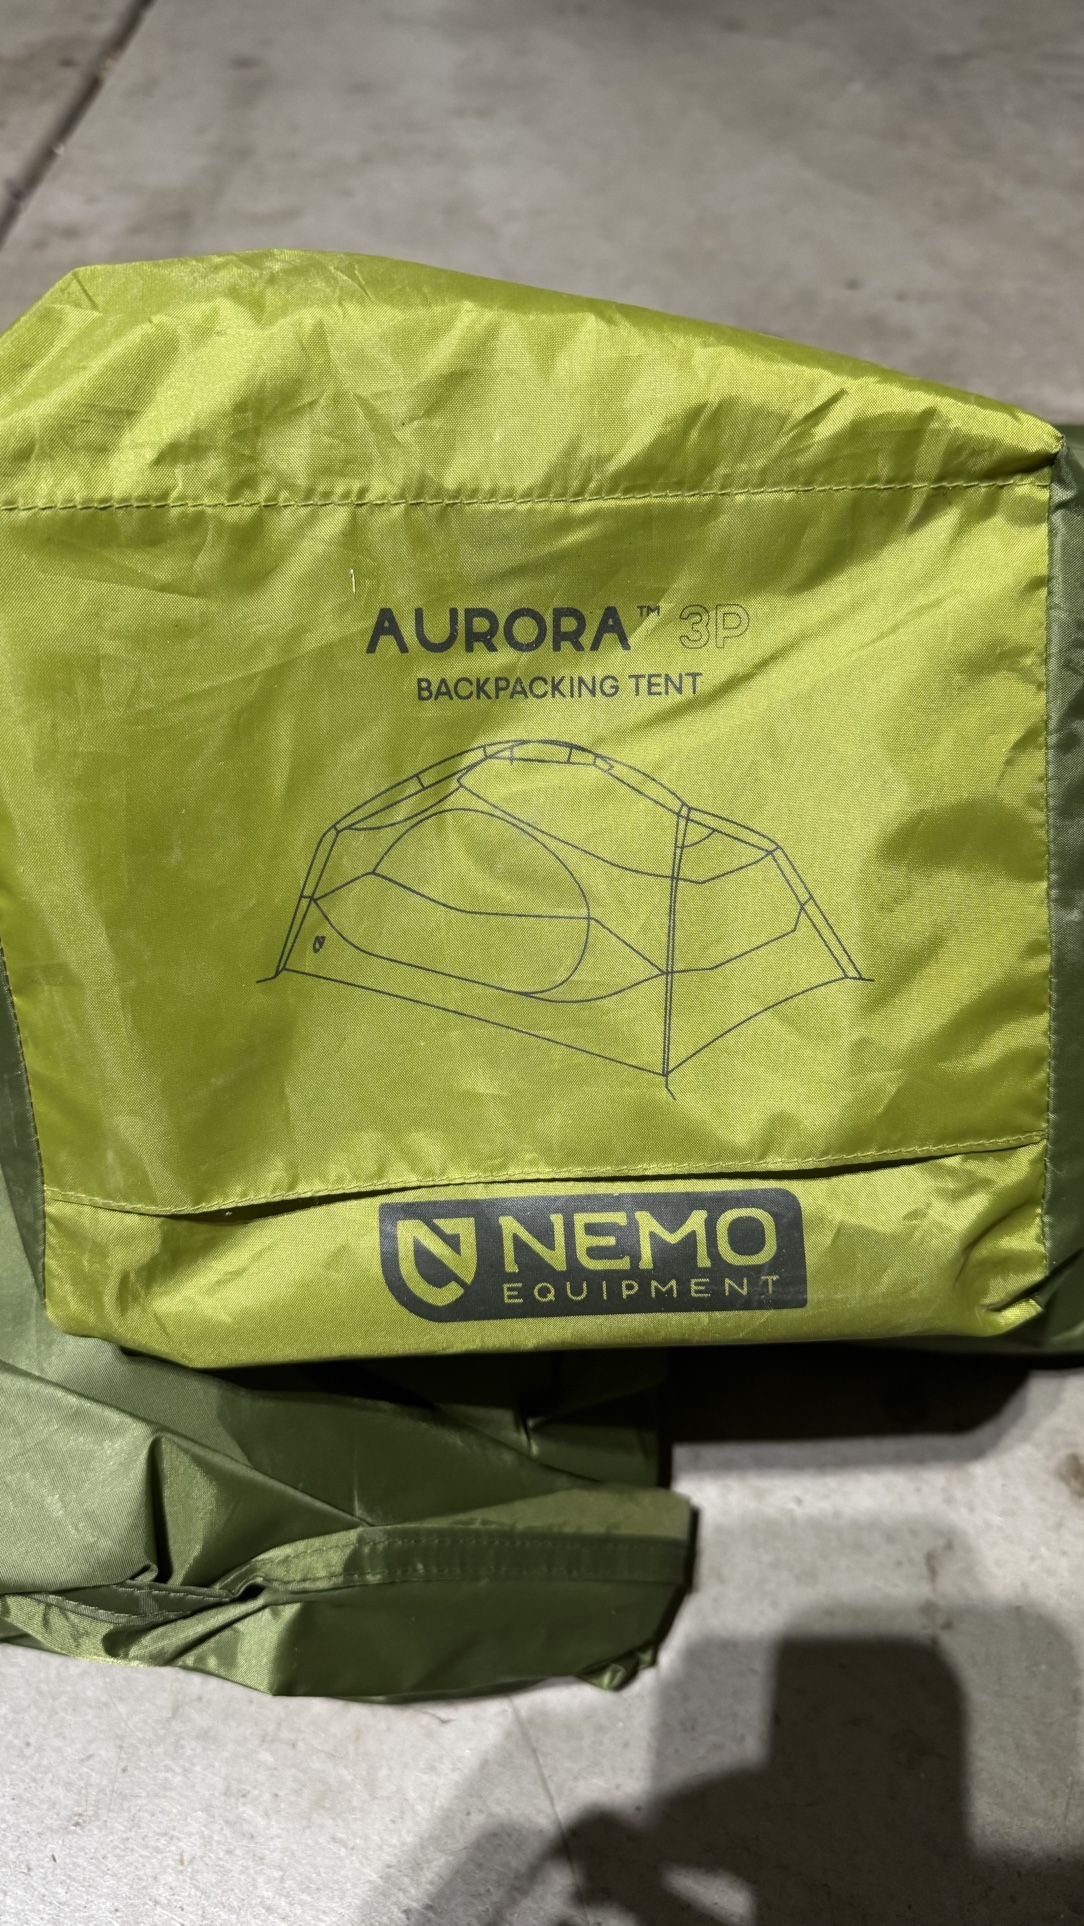 AURORA™ 3P
BACKPACKING TENT
NEMO
EQUIPMENT